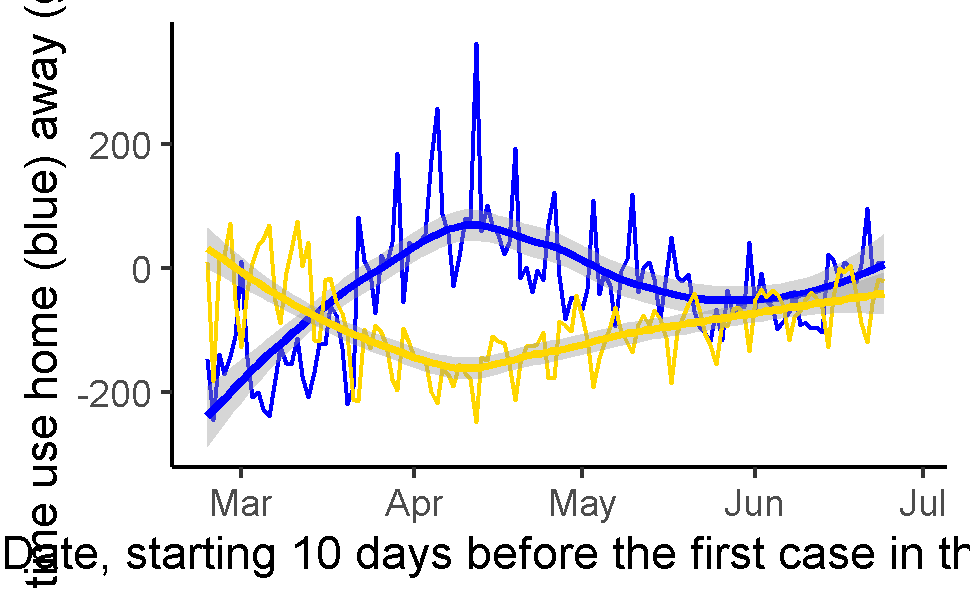 time use home (blue) away (
200
0
-200
Mar Apr May Jun Jul
Date, starting 10 days before the first case in th